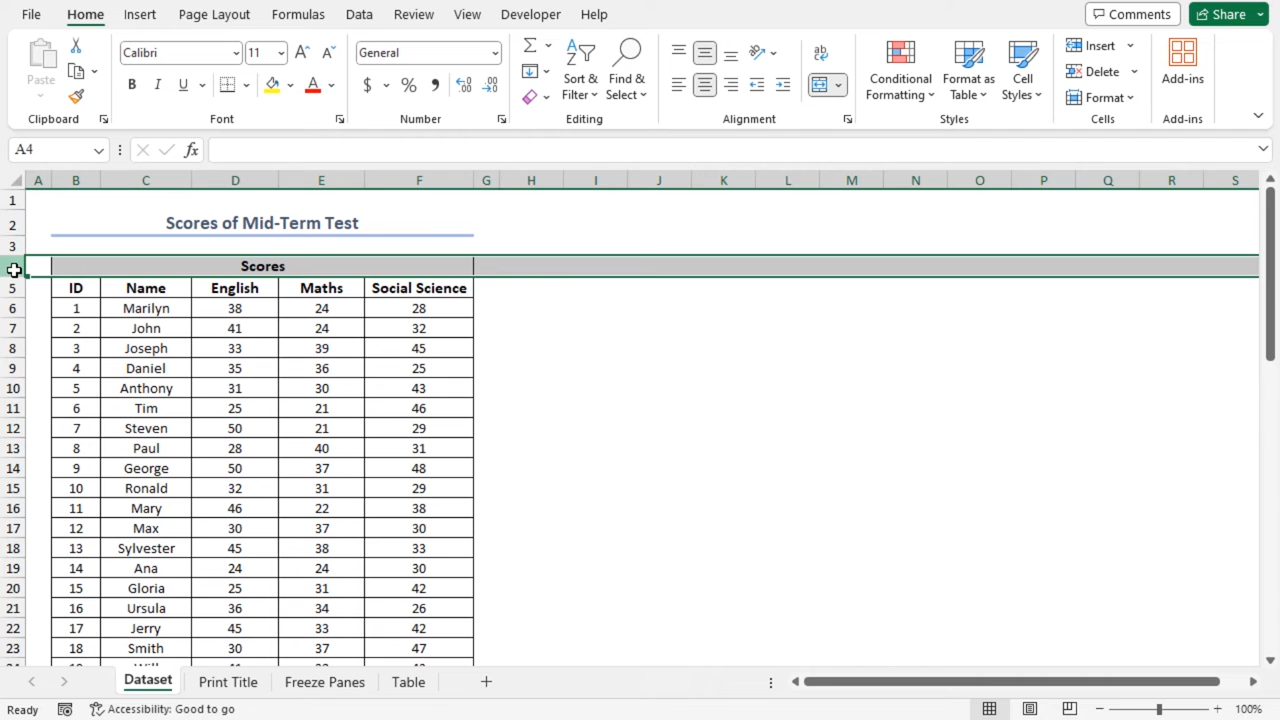 File Home Insert Page Layout Formulas Data Review View Developer Help Comments Share
Paste
Clipboard
Calibri 11
B I U A
Font
General
$ % ,
Number
Sort & Filter Find & Select
Editing
ab
Alignment
Conditional Formatting Format as Table Cell Styles
Styles
Insert
Delete
Format
Cells
Add-ins
Add-ins
A4 fx
A B C D E F G H I J K L M N O P Q R S
1
2 Scores of Mid-Term Test
3
Scores
5 ID Name English Maths Social Science
6 1 Marilyn 38 24 28
7 2 John 41 24 32
8 3 Joseph 33 39 45
9 4 Daniel 35 36 25
10 5 Anthony 31 30 43
11 6 Tim 25 21 46
12 7 Steven 50 21 29
13 8 Paul 28 40 31
14 9 George 50 37 48
15 10 Ronald 32 31 29
16 11 Mary 46 22 38
17 12 Max 30 37 30
18 13 Sylvester 45 38 33
19 14 Ana 24 24 30
20 15 Gloria 25 31 42
21 16 Ursula 36 34 26
22 17 Jerry 45 33 42
23 18 Smith 30 37 47
Dataset Print Title Freeze Panes Table
Ready Accessibility: Good to go 100%